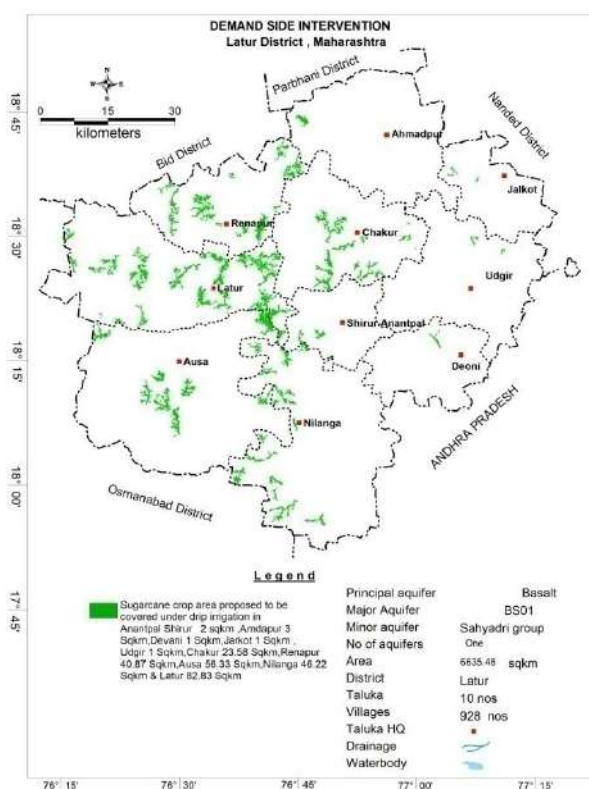 DEMAND SIDE INTERVENTION
Latur District , Maharashtra
Parbhani District
N
W E
S
0 15 30
kilometers
18° 45'
18° 30'
18° 15'
18° 00'
17° 45'
Bid District
Nanded District
Ahmadpur
Jalkot
Renapur
Chakur
Udgir
Latur
Shirur-Anantpal
Ausa
Deoni
Nilanga
ANDHRA PRADESH
Osmanabad District
Legend
Sugarcane crop area proposed to be
covered under drip irrigation in
Anantpal Shirur 2 sqkm ,Amdapur 3
Sqkm,Devani 1 Sqkm,Jarkot 1 Sqkm ,
Udgir 1 Sqkm,Chakur 23.58 Sqkm,Renapur
40.87 Sqkm,Ausa 56.33 Sqkm,Nilanga 46.22
Sqkm & Latur 82.83 Sqkm
Principal aquifer Basalt
Major Aquifer BS01
Minor aquifer Sahyadri group
No of aquifers One
Area 6635.48 sqkm
District Latur
Taluka 10 nos
Villages 928 nos
Taluka HQ
Drainage
Waterbody
76° 15' 76° 30' 76° 45' 77° 00' 77° 15'